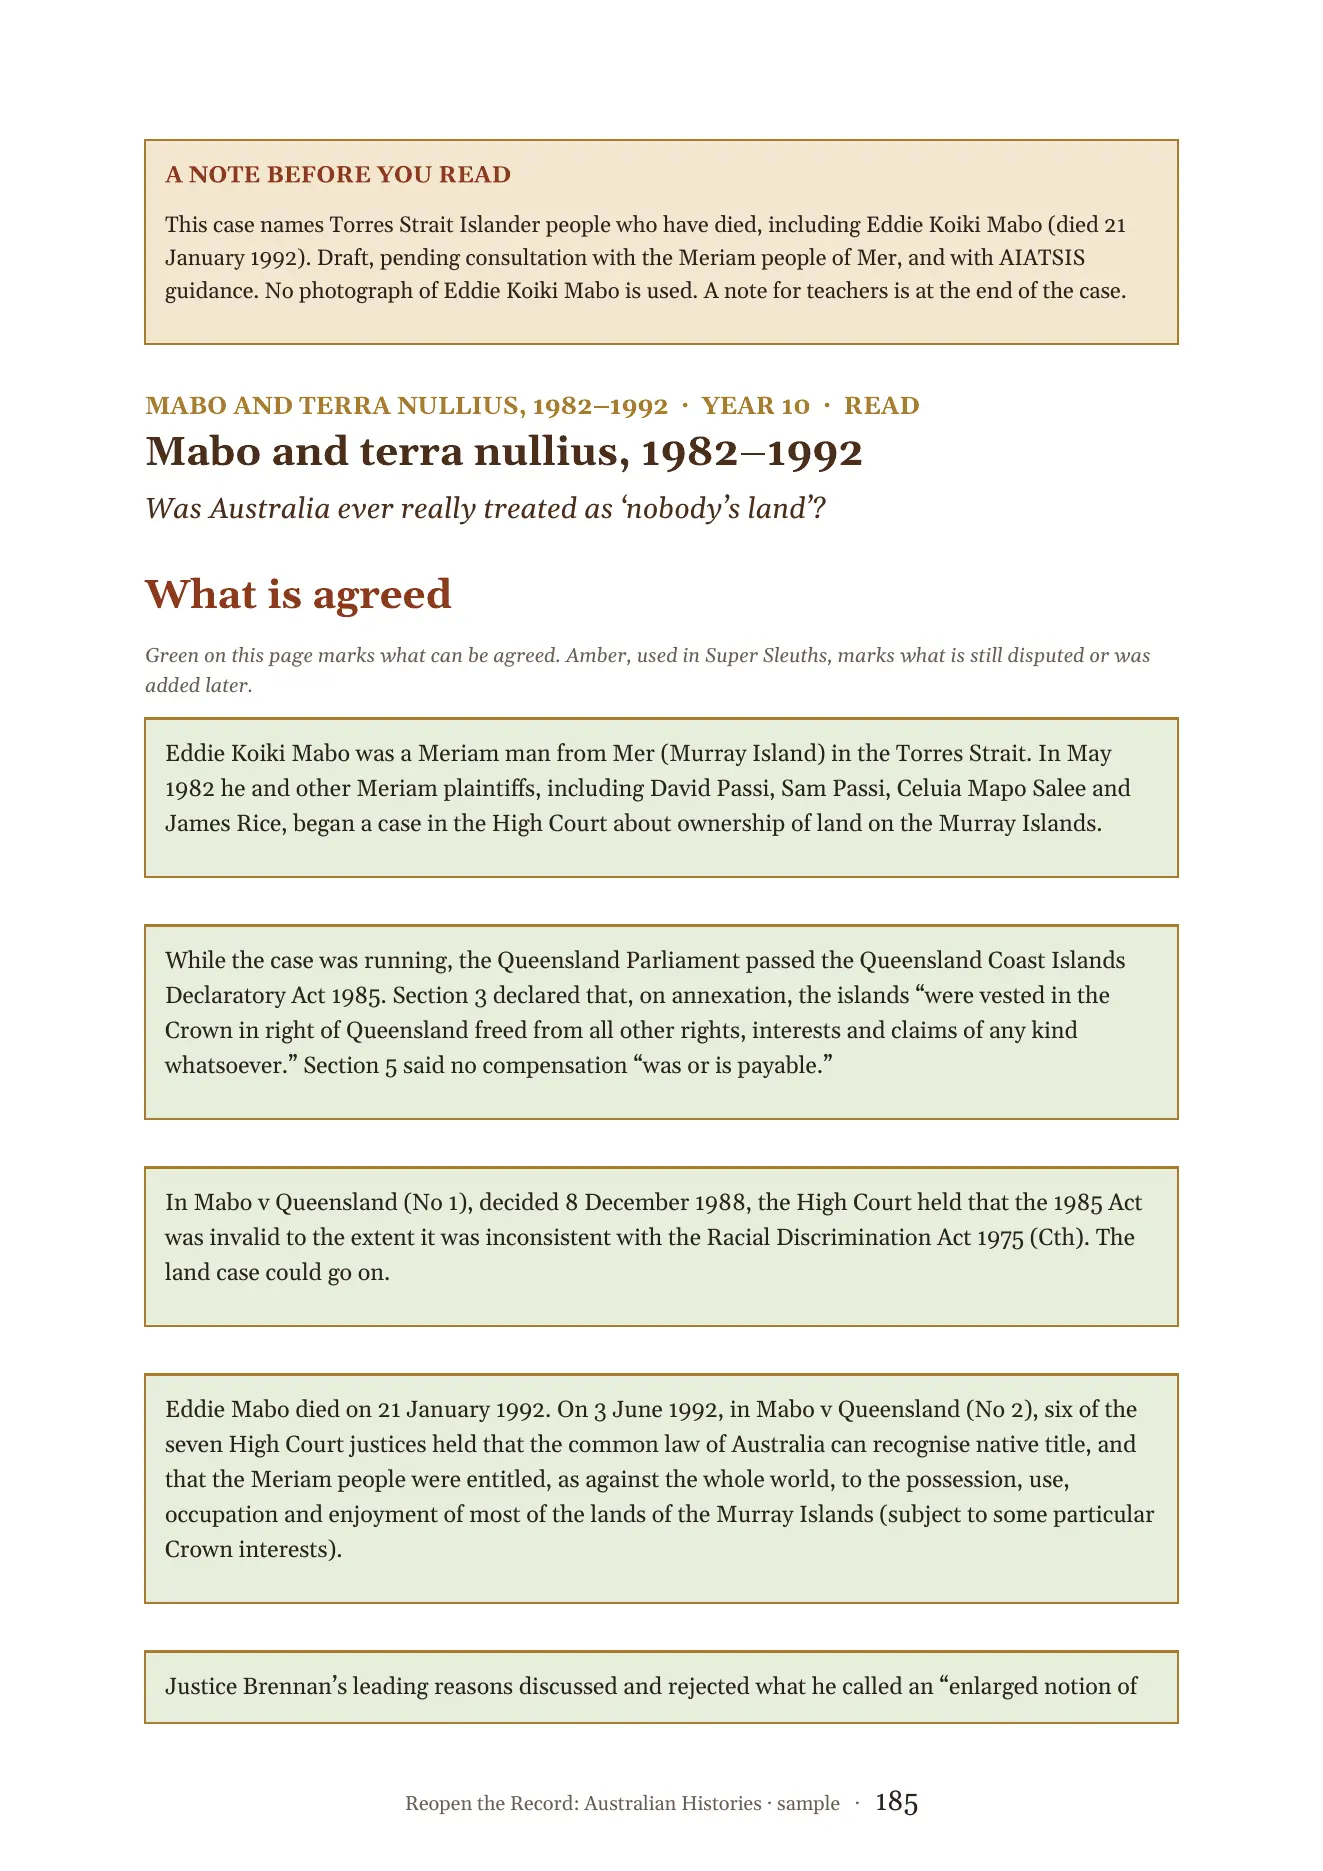 A NOTE BEFORE YOU READ
This case names Torres Strait Islander people who have died, including Eddie Koiki Mabo (died 21
January 1992). Draft, pending consultation with the Meriam people of Mer, and with AIATSIS
guidance. No photograph of Eddie Koiki Mabo is used. A note for teachers is at the end of the case.
MABO AND TERRA NULLIUS, 1982–1992 · YEAR 10 · READ
Mabo and terra nullius, 1982–1992
Was Australia ever really treated as ‘nobody’s land’?
What is agreed
Green on this page marks what can be agreed. Amber, used in Super Sleuths, marks what is still disputed or was
added later.
Eddie Koiki Mabo was a Meriam man from Mer (Murray Island) in the Torres Strait. In May
1982 he and other Meriam plaintiffs, including David Passi, Sam Passi, Celuia Mapo Salee and
James Rice, began a case in the High Court about ownership of land on the Murray Islands.
While the case was running, the Queensland Parliament passed the Queensland Coast Islands
Declaratory Act 1985. Section 3 declared that, on annexation, the islands “were vested in the
Crown in right of Queensland freed from all other rights, interests and claims of any kind
whatsoever.” Section 5 said no compensation “was or is payable.”
In Mabo v Queensland (No 1), decided 8 December 1988, the High Court held that the 1985 Act
was invalid to the extent it was inconsistent with the Racial Discrimination Act 1975 (Cth). The
land case could go on.
Eddie Mabo died on 21 January 1992. On 3 June 1992, in Mabo v Queensland (No 2), six of the
seven High Court justices held that the common law of Australia can recognise native title, and
that the Meriam people were entitled, as against the whole world, to the possession, use,
occupation and enjoyment of most of the lands of the Murray Islands (subject to some particular
Crown interests).
Justice Brennan’s leading reasons discussed and rejected what he called an “enlarged notion of
Reopen the Record: Australian Histories · sample · 185